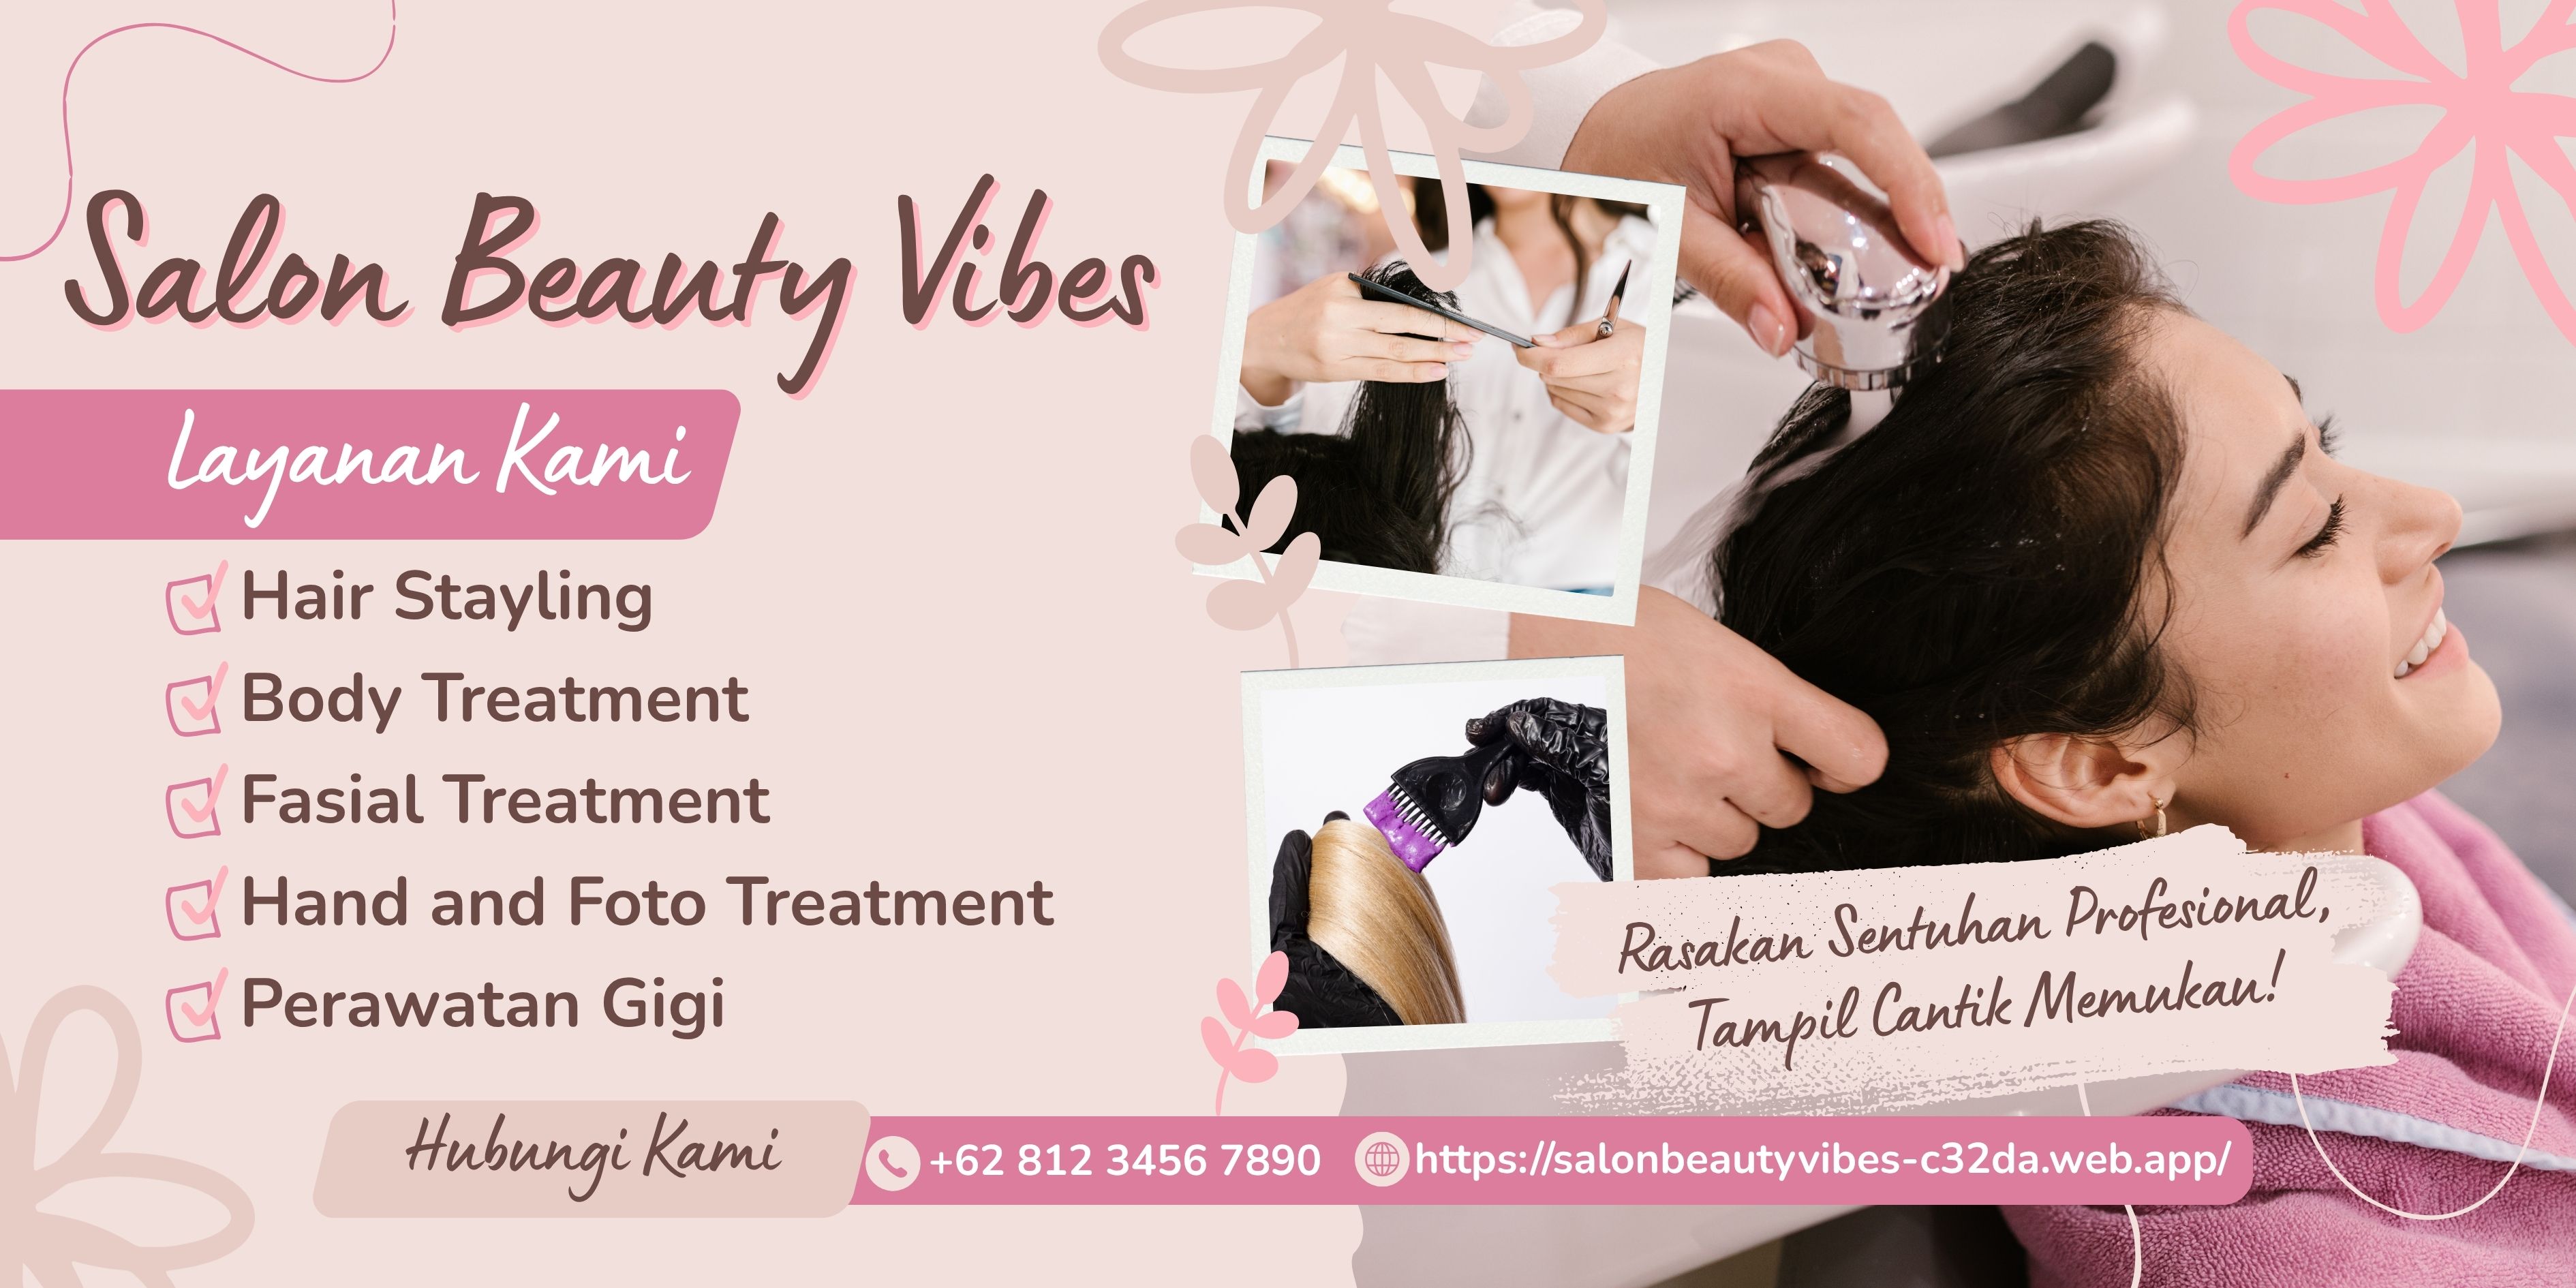 Salon Beauty Vibes
Layanan Kami
Hair Stayling
Body Treatment
Fasial Treatment
Hand and Foto Treatment
Perawatan Gigi
Rasakan Sentuhan Profesional,
Tampil Cantik Memukau!
Hubungi Kami
+62 812 3456 7890
https://salonbeautyvibes-c32da.web.app/